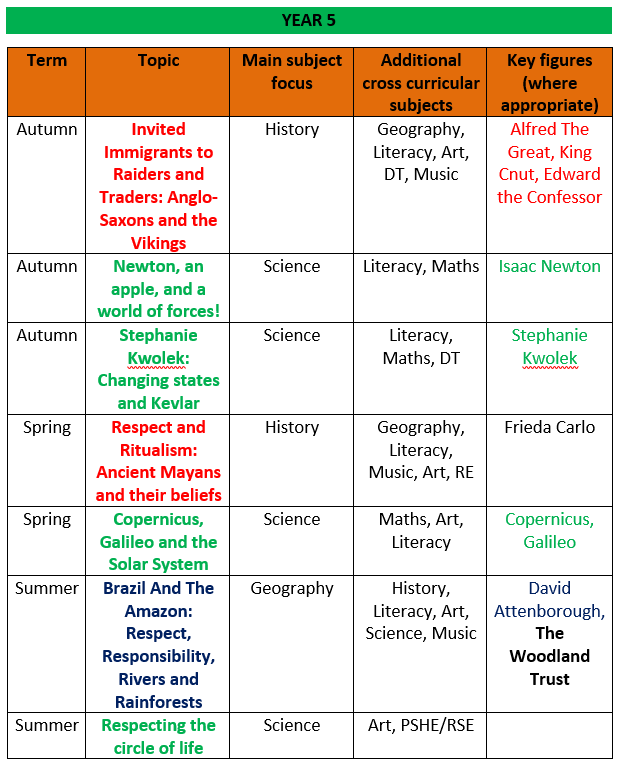 YEAR 5
Term
Topic
Main subject
focus
Additional
cross curricular
subjects
Key figures
(where
appropriate)
Autumn
Invited
Immigrants to
Raiders and
Traders: Anglo-
Saxons and the
Vikings
History
Geography,
Literacy, Art,
DT, Music
Alfred The
Great, King
Cnut, Edward
the Confessor
Autumn
Newton, an
apple, and a
world of forces!
Science
Literacy, Maths
Isaac Newton
Autumn
Stephanie
Kwolek:
Changing states
and Kevlar
Science
Literacy,
Maths, DT
Stephanie
Kwolek
Spring
Respect and
Ritualism:
Ancient Mayans
and their beliefs
History
Geography,
Literacy,
Music, Art, RE
Frieda Carlo
Spring
Copernicus,
Galileo and the
Solar System
Science
Maths, Art,
Literacy
Copernicus,
Galileo
Summer
Brazil And The
Amazon:
Respect,
Responsibility,
Rivers and
Rainforests
Geography
History,
Literacy, Art,
Science, Music
David
Attenborough,
The
Woodland
Trust
Summer
Respecting the
circle of life
Science
Art, PSHE/RSE